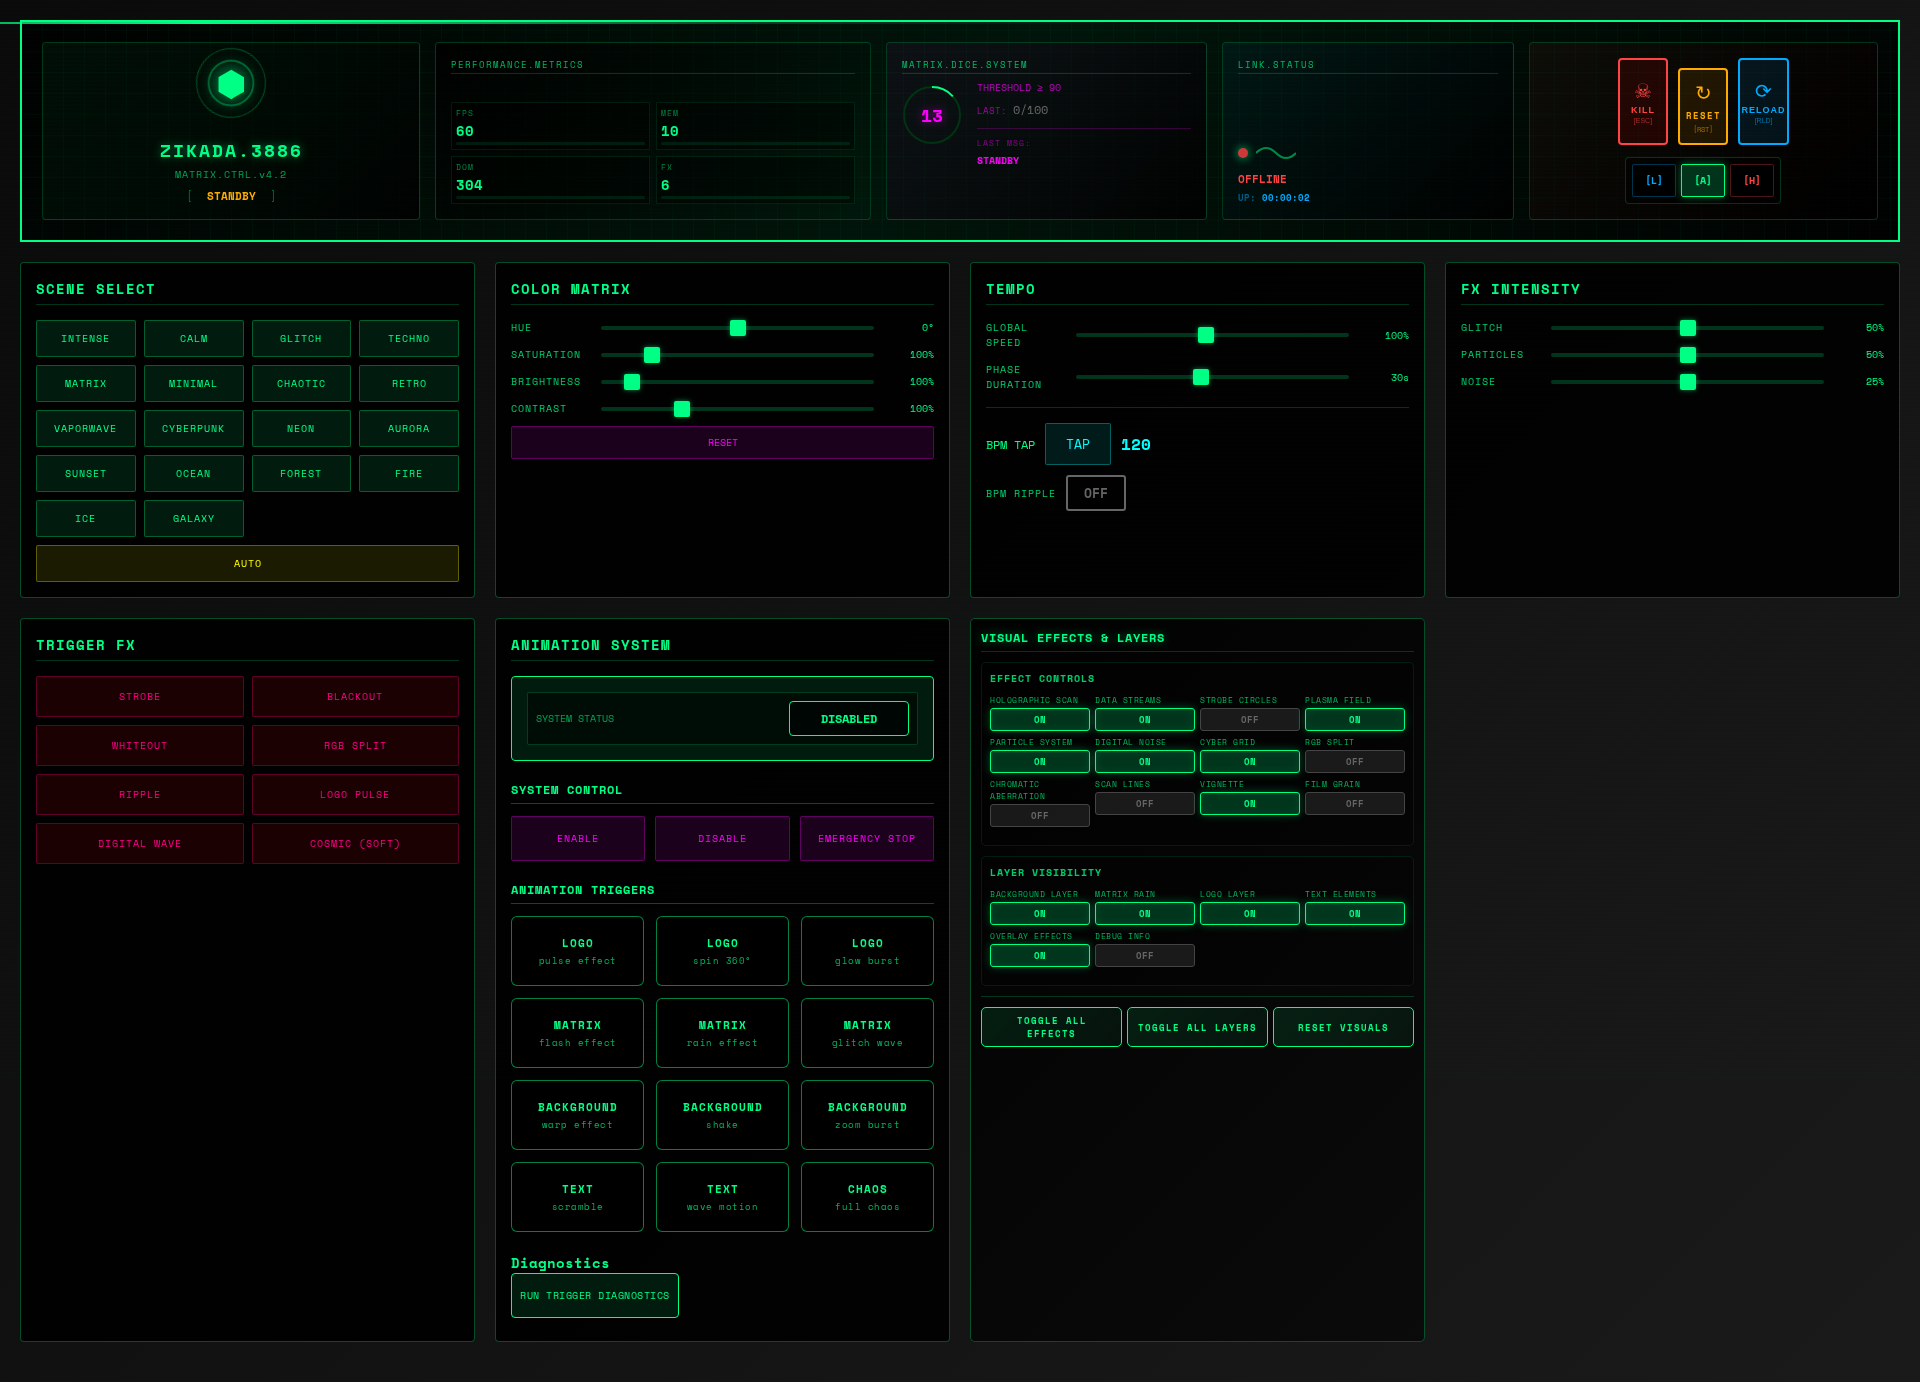 ZIKADA.3886
MATRIX.CTRL.v4.2
[ STANDBY ]
PERFORMANCE.METRICS
FPS
60
MEM
10
DOM
304
FX
6
MATRIX.DICE.SYSTEM
13
THRESHOLD ≥ 90
LAST: 0/100
LAST MSG:
STANDBY
LINK.STATUS
OFFLINE
UP: 00:00:02
KILL
[ESC]
RESET
[RST]
RELOAD
[RLD]
[L] [A] [H]
SCENE SELECT
INTENSE CALM GLITCH TECHNO
MATRIX MINIMAL CHAOTIC RETRO
VAPORWAVE CYBERPUNK NEON AURORA
SUNSET OCEAN FOREST FIRE
ICE GALAXY
AUTO
COLOR MATRIX
HUE 0°
SATURATION 100%
BRIGHTNESS 100%
CONTRAST 100%
RESET
TEMPO
GLOBAL
SPEED 100%
PHASE
DURATION 30s
BPM TAP TAP 120
BPM RIPPLE OFF
FX INTENSITY
GLITCH 50%
PARTICLES 50%
NOISE 25%
TRIGGER FX
STROBE BLACKOUT
WHITEOUT RGB SPLIT
RIPPLE LOGO PULSE
DIGITAL WAVE COSMIC (SOFT)
ANIMATION SYSTEM
SYSTEM STATUS DISABLED
SYSTEM CONTROL
ENABLE DISABLE EMERGENCY STOP
ANIMATION TRIGGERS
LOGO LOGO LOGO
pulse effect spin 360° glow burst
MATRIX MATRIX MATRIX
flash effect rain effect glitch wave
BACKGROUND BACKGROUND BACKGROUND
warp effect shake zoom burst
TEXT TEXT CHAOS
scramble wave motion full chaos
Diagnostics
RUN TRIGGER DIAGNOSTICS
VISUAL EFFECTS & LAYERS
EFFECT CONTROLS
HOLOGRAPHIC SCAN DATA STREAMS STROBE CIRCLES PLASMA FIELD
ON ON OFF ON
PARTICLE SYSTEM DIGITAL NOISE CYBER GRID RGB SPLIT
ON ON ON OFF
CHROMATIC
ABERRATION SCAN LINES VIGNETTE FILM GRAIN
OFF OFF ON OFF
LAYER VISIBILITY
BACKGROUND LAYER MATRIX RAIN LOGO LAYER TEXT ELEMENTS
ON ON ON ON
OVERLAY EFFECTS DEBUG INFO
ON OFF
TOGGLE ALL
EFFECTS
TOGGLE ALL LAYERS
RESET VISUALS